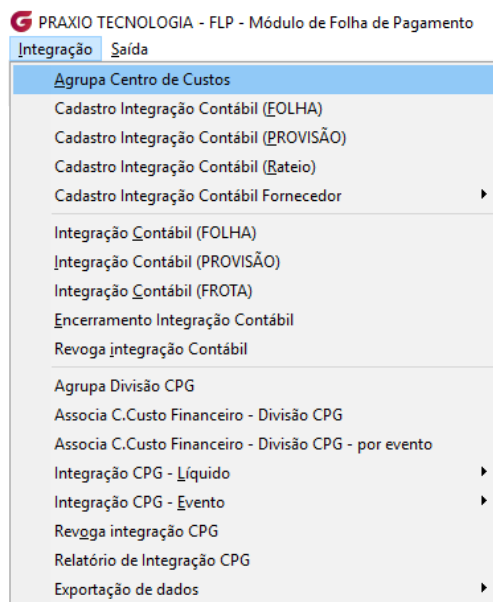 PRAXIO TECNOLOGIA - FLP - Módulo de Folha de Pagamento
Integração Saída
Agrupa Centro de Custos
Cadastro Integração Contábil (FOLHA)
Cadastro Integração Contábil (PROVISÃO)
Cadastro Integração Contábil (Rateio)
Cadastro Integração Contábil Fornecedor
Integração Contábil (FOLHA)
Integração Contábil (PROVISÃO)
Integração Contábil (FROTA)
Encerramento Integração Contábil
Revoga integração Contábil
Agrupa Divisão CPG
Associa C.Custo Financeiro - Divisão CPG
Associa C.Custo Financeiro - Divisão CPG - por evento
Integração CPG - Líquido
Integração CPG - Evento
Revoga integração CPG
Relatório de Integração CPG
Exportação de dados